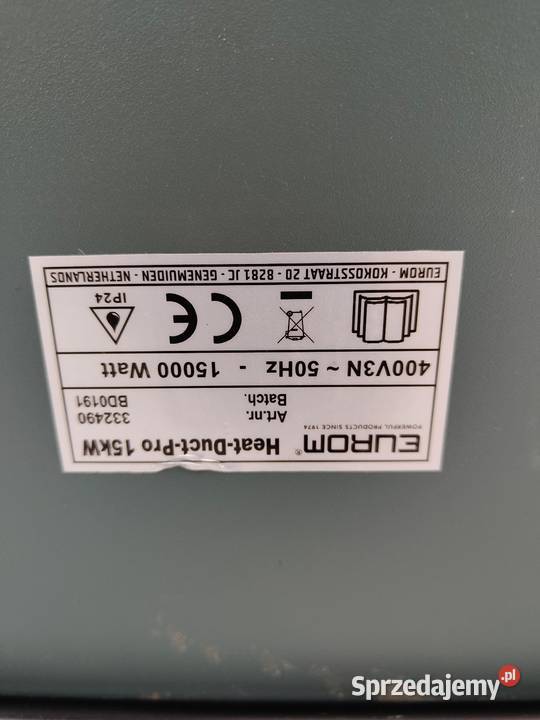 EUROM®
POWERFUL PRODUCTS SINCE 1974
Heat-Duct-Pro 15kW
Art.nr. 332490
Batch. BD0191
400V3N ~ 50Hz - 15000 Watt
CE
IP24
EUROM - KOKOSSTRAAT 20 - 8281 JC - GENEMUIDEN - NETHERLANDS
Sprzedajemy.pl